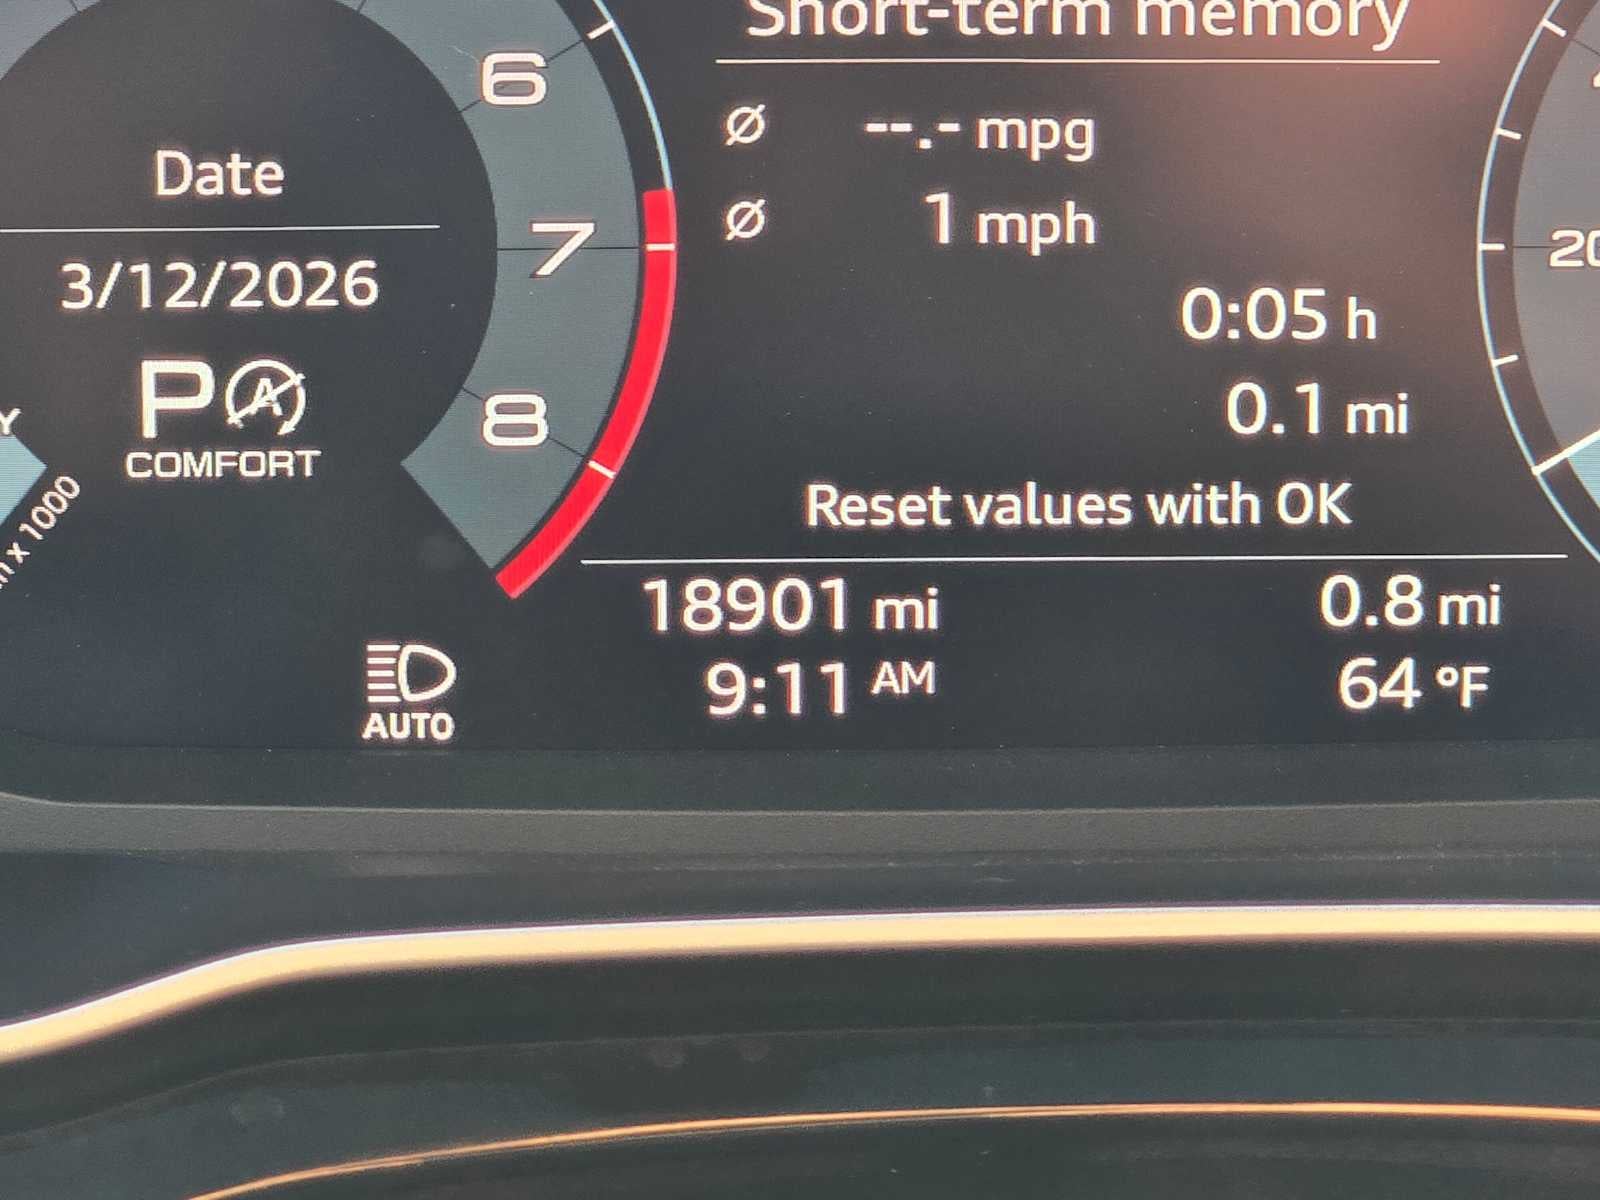 Short-term memory
6
Ø --.- mpg
Date
Ø 1 mph
7
20
3/12/2026
0:05 h
P A
0.1 mi
8
COMFORT
x 1000
Reset values with OK
18901 mi 0.8 mi
9:11 AM 64 °F
AUTO